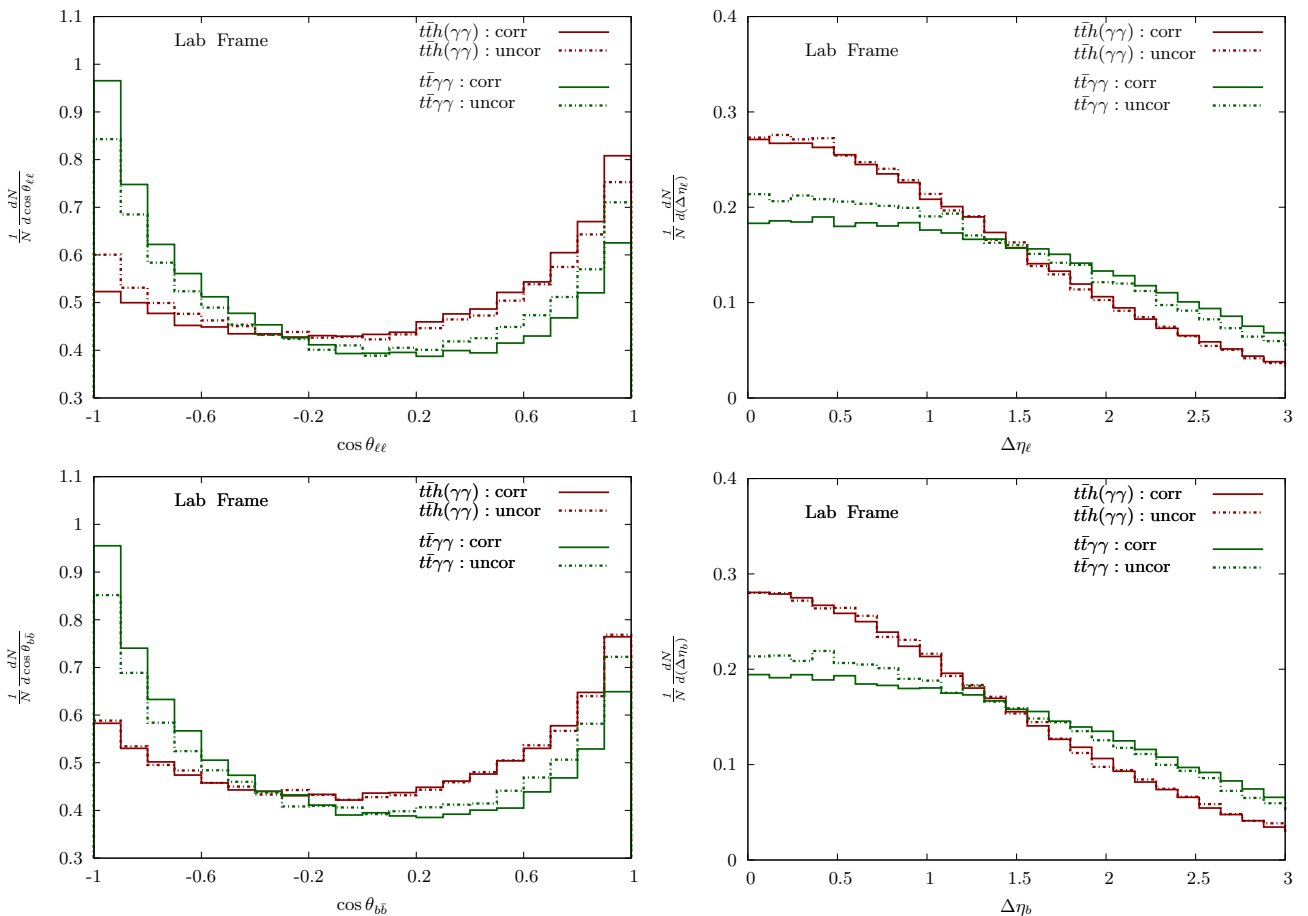 Lab Frame
tt̄h(γγ) : corr
tt̄h(γγ) : uncor
tt̄γγ : corr
tt̄γγ : uncor
1.1
1
0.9
0.8
0.7
0.6
0.5
0.4
0.3
-1 -0.6 -0.2 0.2 0.6 1
1/N dN/d cos θℓℓ
cos θℓℓ
Lab Frame
tt̄h(γγ) : corr
tt̄h(γγ) : uncor
tt̄γγ : corr
tt̄γγ : uncor
0.4
0.3
0.2
0.1
0
0 0.5 1 1.5 2 2.5 3
1/N dN/d(Δηℓ)
Δηℓ
Lab Frame
tt̄h(γγ) : corr
tt̄h(γγ) : uncor
tt̄γγ : corr
tt̄γγ : uncor
1.1
1
0.9
0.8
0.7
0.6
0.5
0.4
0.3
-1 -0.6 -0.2 0.2 0.6 1
1/N dN/d cos θbb̄
cos θbb̄
Lab Frame
tt̄h(γγ) : corr
tt̄h(γγ) : uncor
tt̄γγ : corr
tt̄γγ : uncor
0.4
0.3
0.2
0.1
0
0 0.5 1 1.5 2 2.5 3
1/N dN/d(Δηb)
Δηb